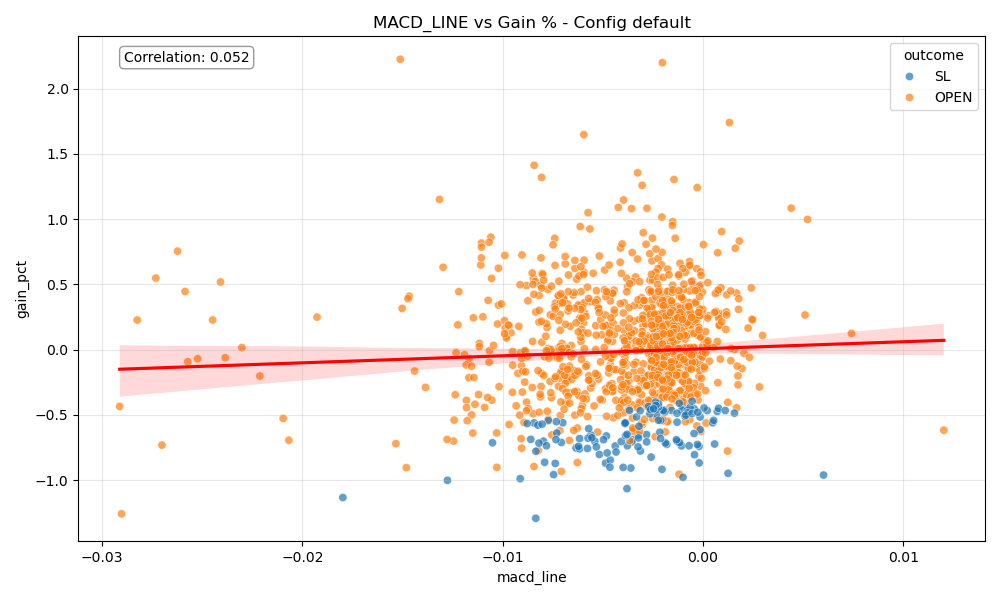 MACD_LINE vs Gain % - Config default
Correlation: 0.052
outcome
SL
OPEN
2.0
1.5
1.0
0.5
0.0
−0.5
−1.0
gain_pct
−0.03
−0.02
−0.01
0.00
0.01
macd_line